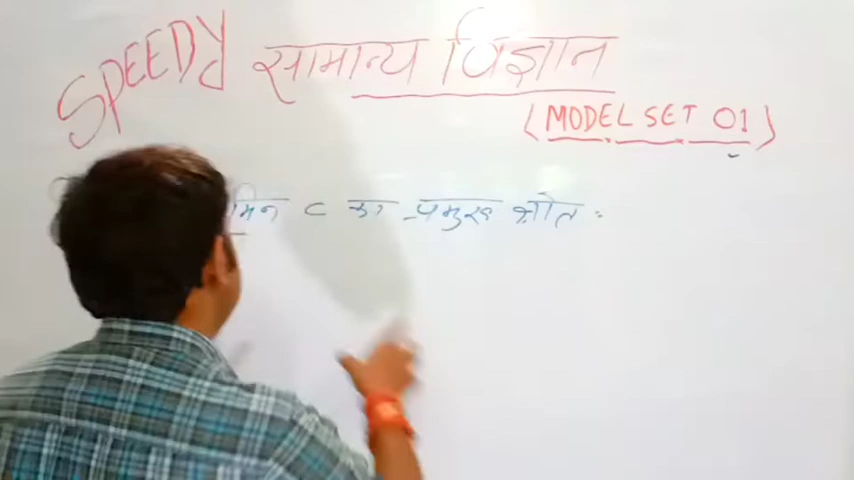 SPEEDY सामान्य विज्ञान
(MODEL SET 01)
मिन C का प्रमुख श्रोत :